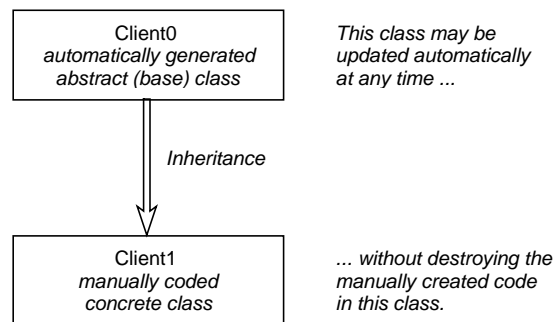 Client0
automatically generated
abstract (base) class
This class may be
updated automatically
at any time ...
Inheritance
Client1
manually coded
concrete class
... without destroying the
manually created code
in this class.